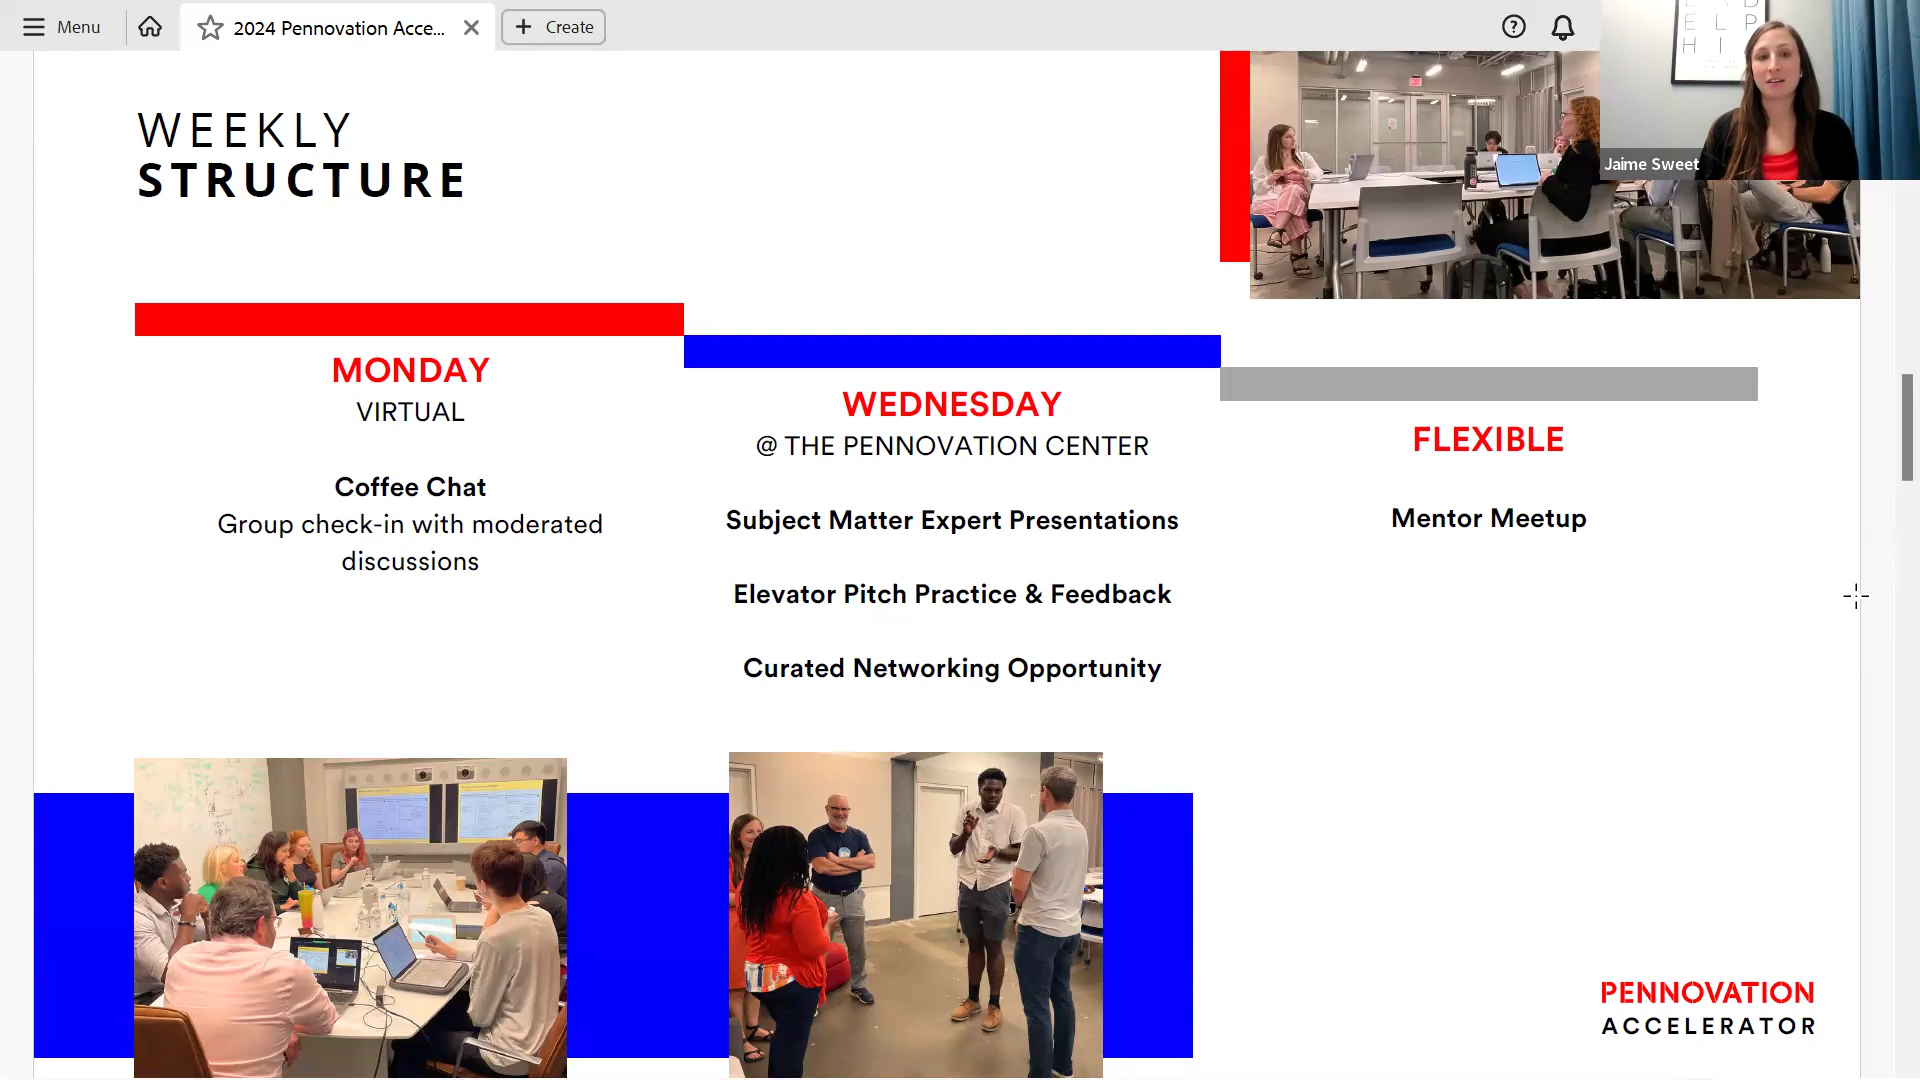 Menu
2024 Pennovation Acce...
Create
E L P
H I
Jaime Sweet
WEEKLY
STRUCTURE
MONDAY
VIRTUAL
Coffee Chat
Group check-in with moderated
discussions
WEDNESDAY
@ THE PENNOVATION CENTER
Subject Matter Expert Presentations
Elevator Pitch Practice & Feedback
Curated Networking Opportunity
FLEXIBLE
Mentor Meetup
PENNOVATION
ACCELERATOR